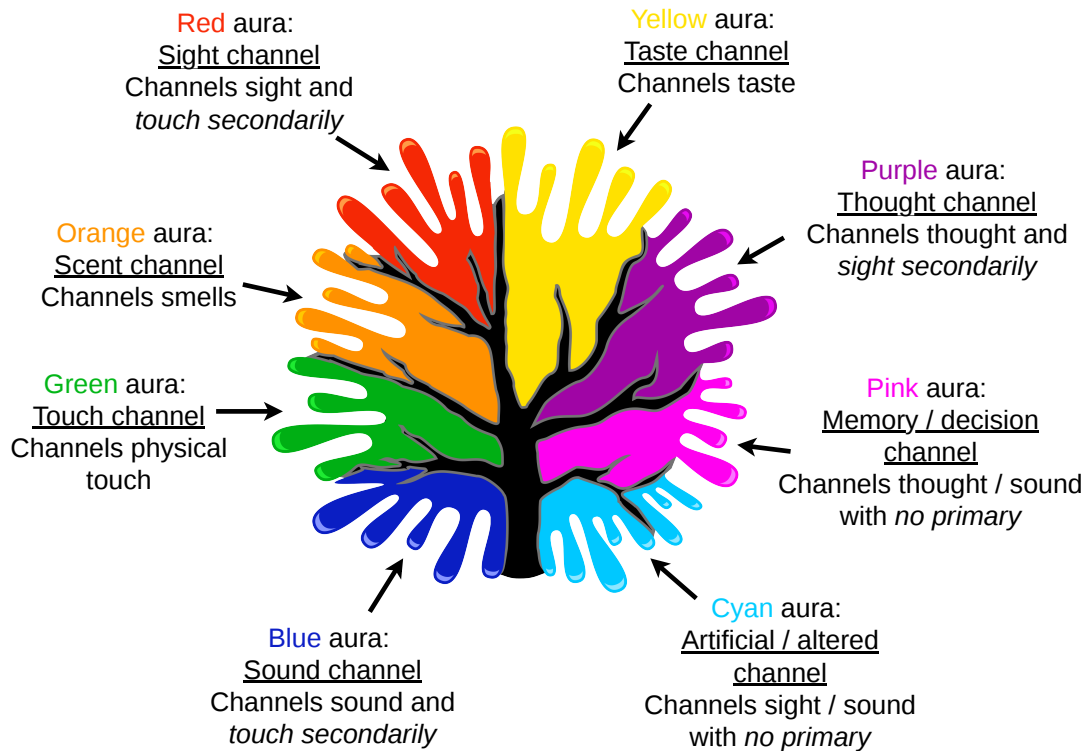 Red aura:
Sight channel
Channels sight and
touch secondarily
Yellow aura:
Taste channel
Channels taste
Purple aura:
Thought channel
Channels thought and
sight secondarily
Orange aura:
Scent channel
Channels smells
Green aura:
Touch channel
Channels physical
touch
Pink aura:
Memory / decision
channel
Channels thought / sound
with no primary
Blue aura:
Sound channel
Channels sound and
touch secondarily
Cyan aura:
Artificial / altered
channel
Channels sight / sound
with no primary